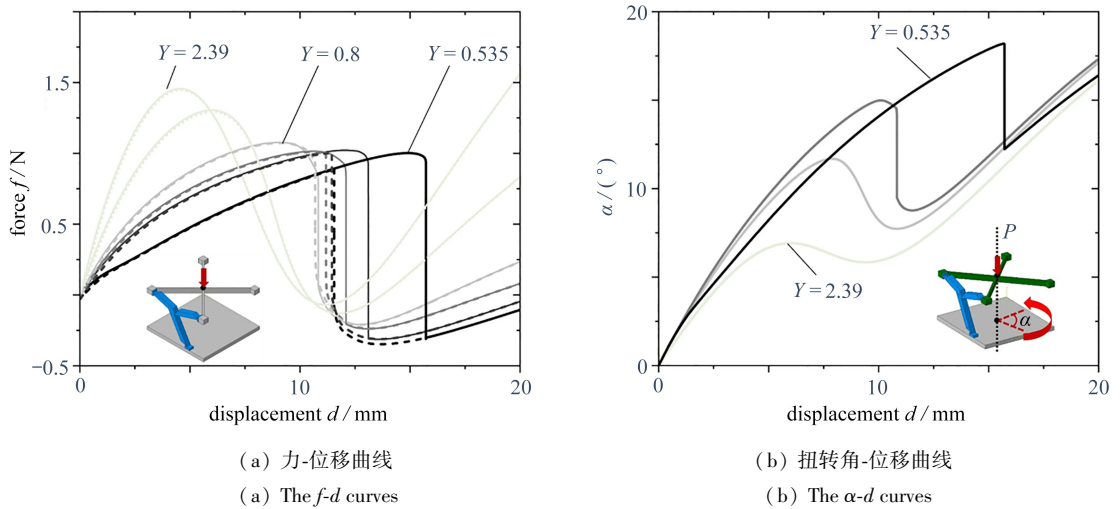 Y = 2.39
Y = 0.8
Y = 0.535
1.5
0.5
−0.5
force f / N
0
10
20
displacement d / mm
(a) 力-位移曲线
(a) The f-d curves
20
10
0
α / (°)
Y = 0.535
Y = 2.39
P
α
0
10
20
displacement d / mm
(b) 扭转角-位移曲线
(b) The α-d curves